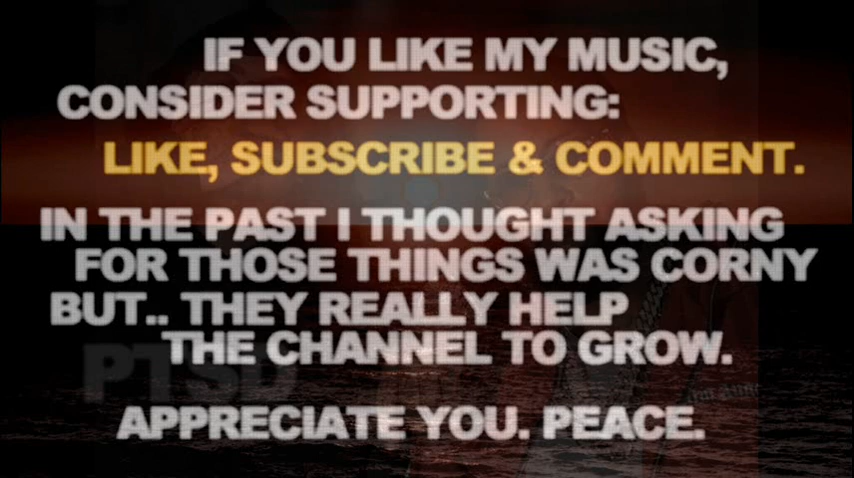 IF YOU LIKE MY MUSIC,
CONSIDER SUPPORTING:
LIKE, SUBSCRIBE & COMMENT.
IN THE PAST I THOUGHT ASKING
FOR THOSE THINGS WAS CORNY
BUT.. THEY REALLY HELP
THE CHANNEL TO GROW.
PTSD
APPRECIATE YOU. PEACE.